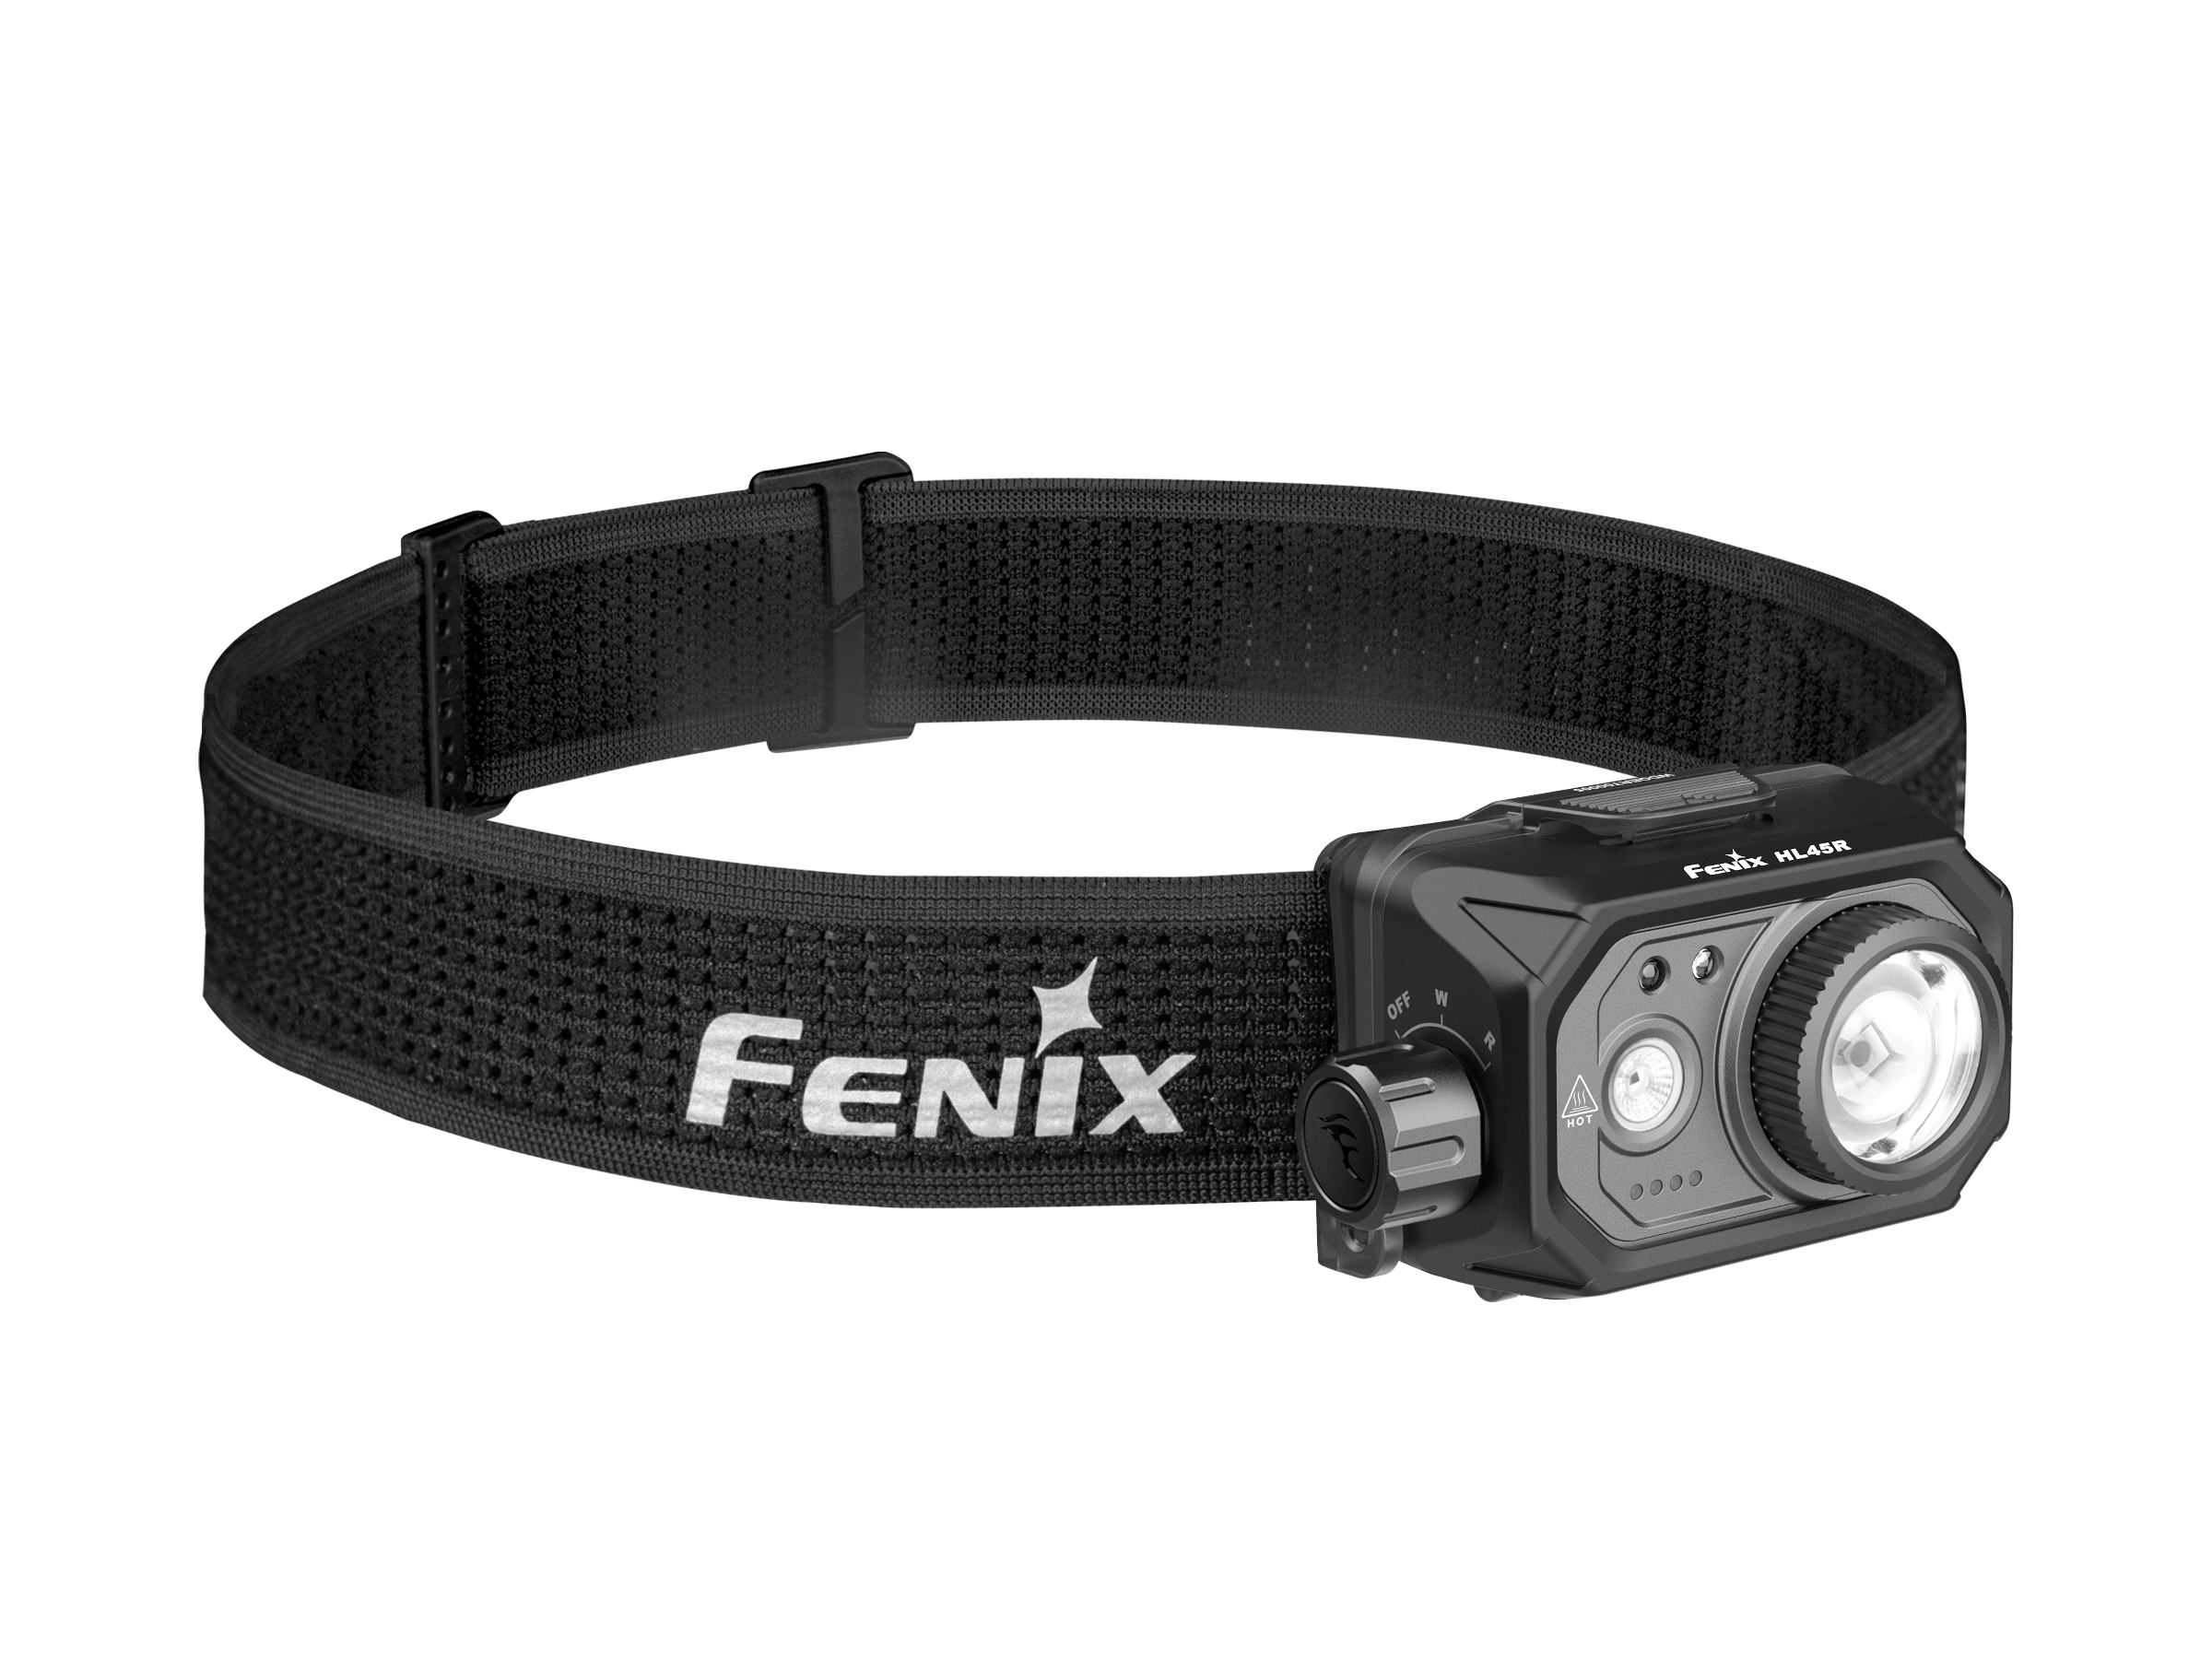 FENIX HL45R
OFF W R
HOT
FENIX